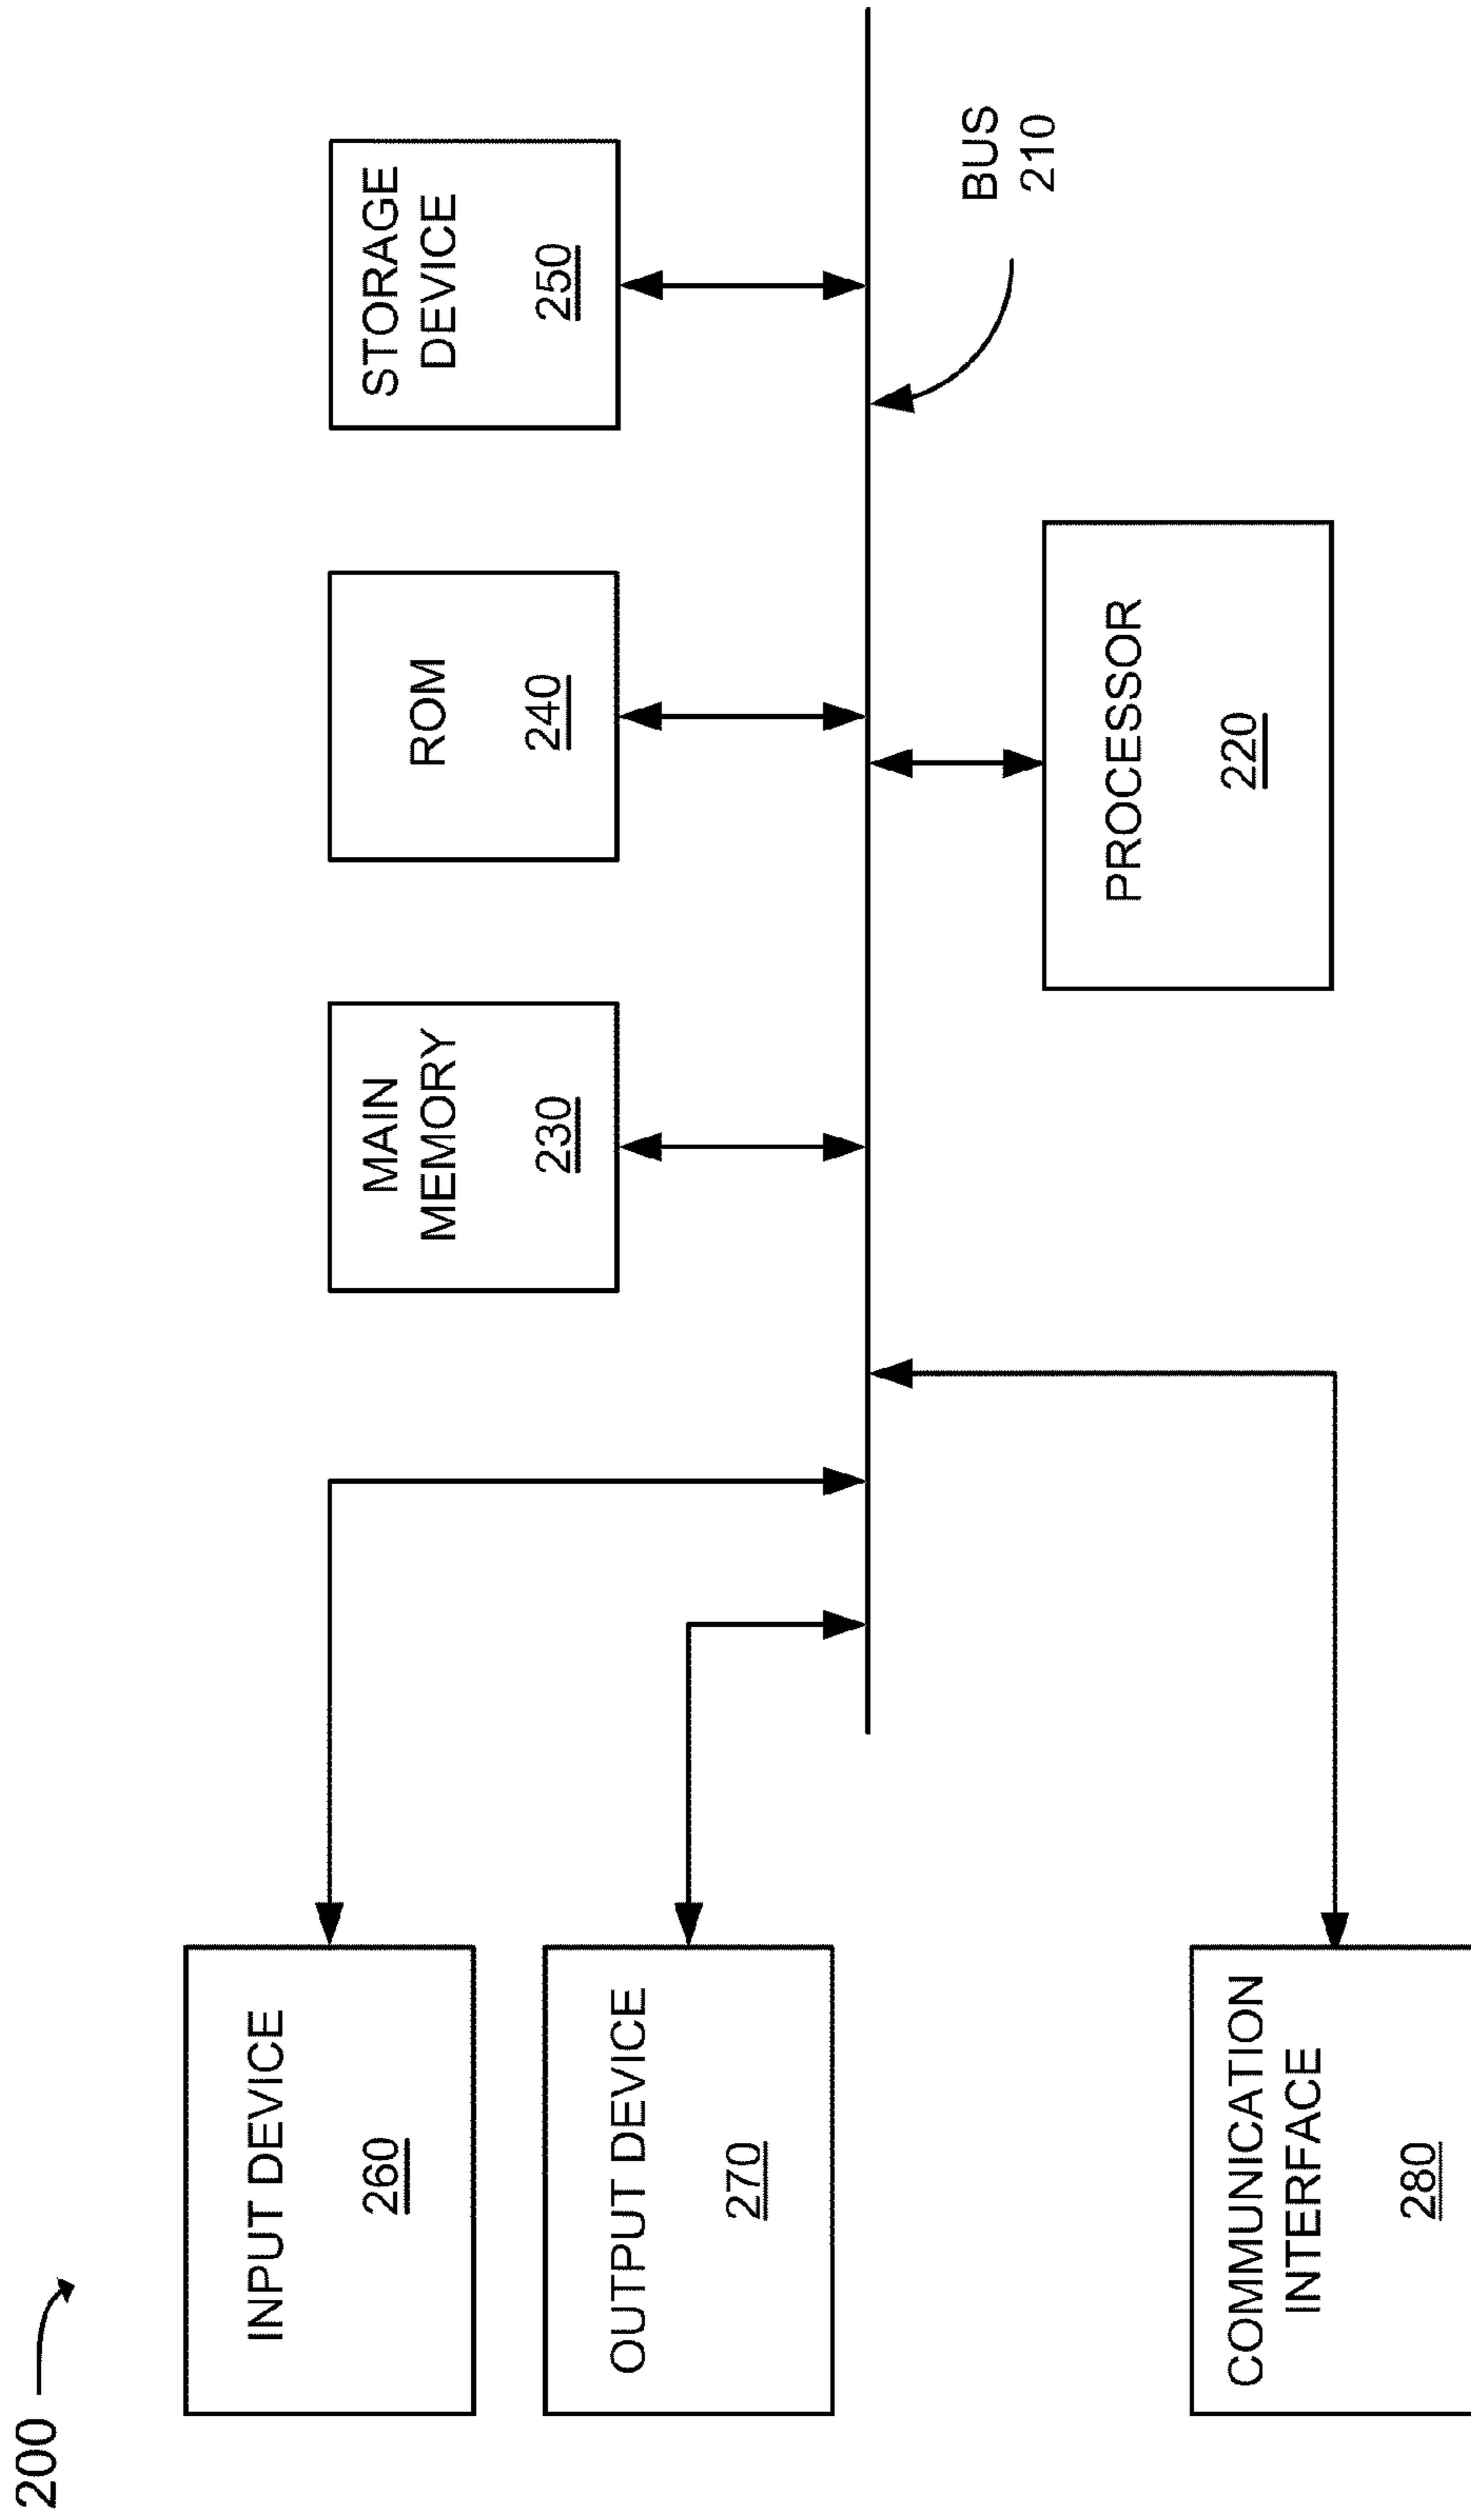 200
INPUT DEVICE
260
OUTPUT DEVICE
270
COMMUNICATION
INTERFACE
280
MAIN
MEMORY
230
ROM
240
STORAGE
DEVICE
250
BUS
210
PROCESSOR
220